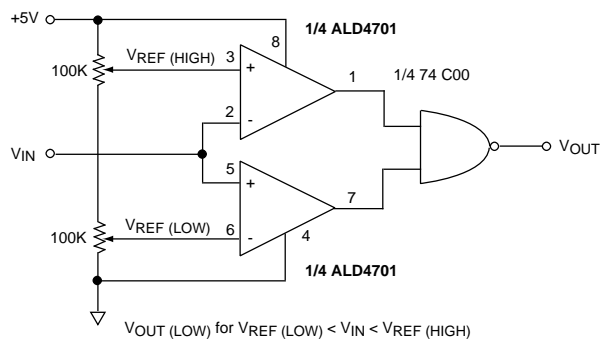 +5V
1/4 ALD4701
8
VREF (HIGH)
3
+
100K
1
1/4 74 C00
2
-
VIN
VOUT
5
+
7
VREF (LOW)
6
-
100K
4
1/4 ALD4701
VOUT (LOW) for VREF (LOW) < VIN < VREF (HIGH)